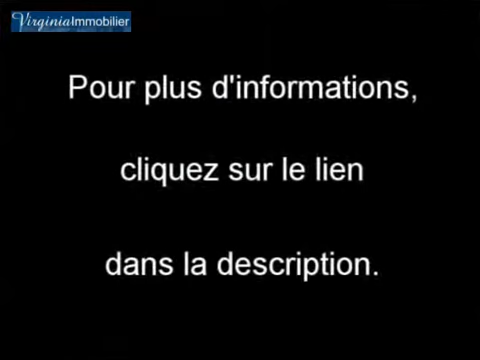 VirginiaImmobilier
Pour plus d'informations,
cliquez sur le lien
dans la description.